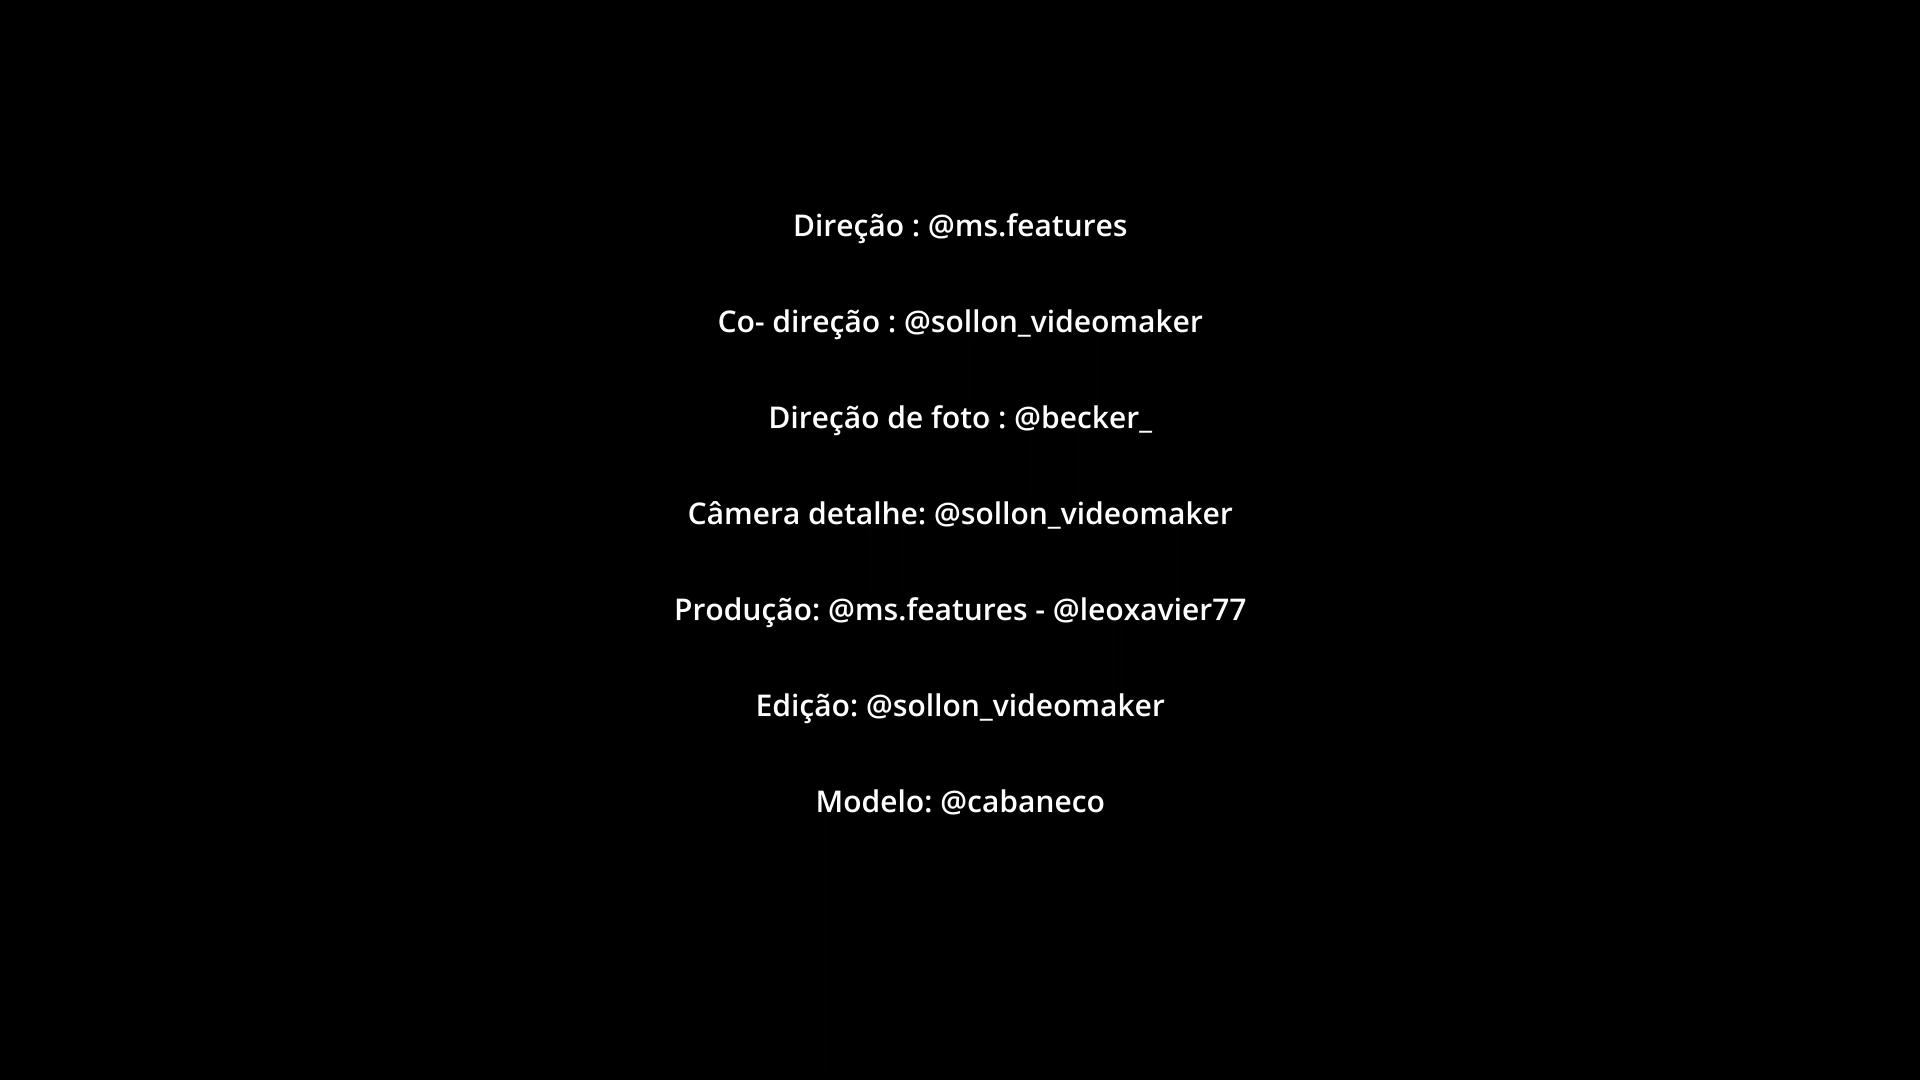 Direção : @ms.features
Co- direção : @sollon_videomaker
Direção de foto : @becker_
Câmera detalhe: @sollon_videomaker
Produção: @ms.features - @leoxavier77
Edição: @sollon_videomaker
Modelo: @cabaneco